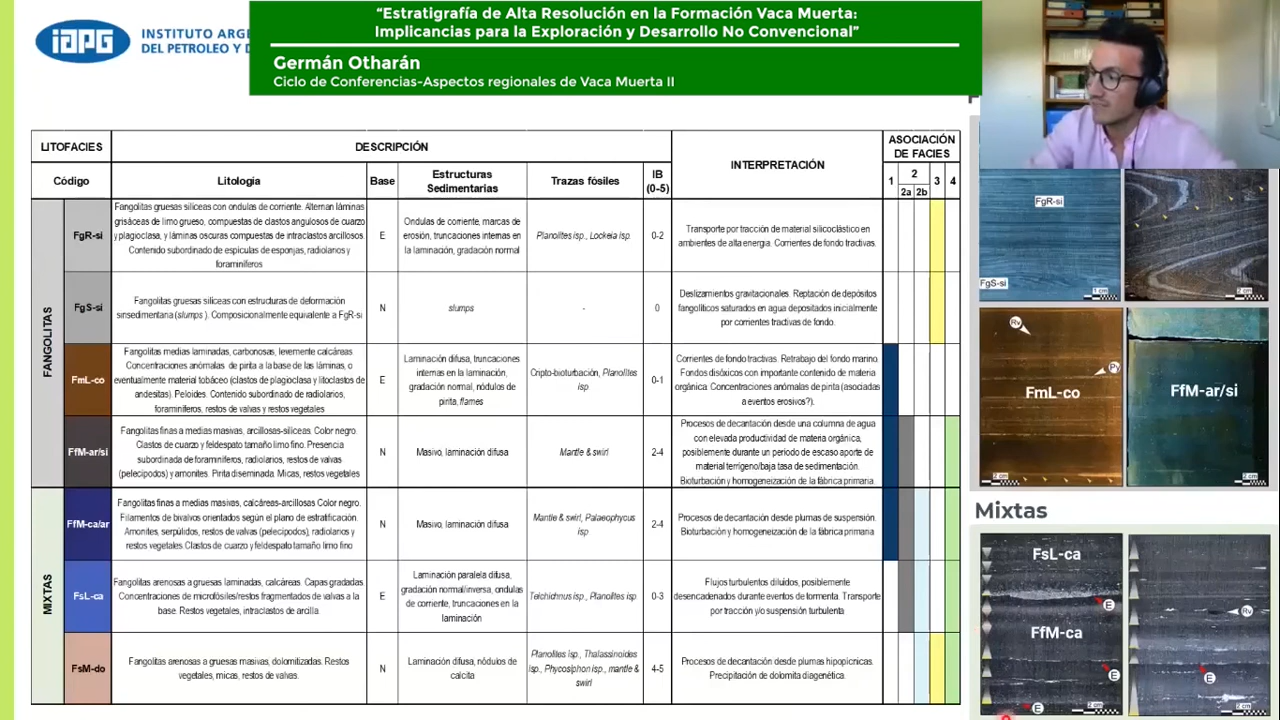 iAPG
INSTITUTO ARGE
DEL PETROLEO Y D
“Estratigrafía de Alta Resolución en la Formación Vaca Muerta:
Implicancias para la Exploración y Desarrollo No Convencional”
Germán Otharán
Ciclo de Conferencias-Aspectos regionales de Vaca Muerta II
LITOFACIES
DESCRIPCIÓN
INTERPRETACIÓN
ASOCIACIÓN
DE FACIES
Código
Litología
Base
Estructuras
Sedimentarias
Trazas fósiles
IB
(0-5)
1
2
2a
2b
3
4
FANGOLITAS
FgR-si
Fangolitas gruesas silíceas con ondulas de corriente. Alternan láminas
grisáceas de limo grueso, compuestas de clastos angulosos de cuarzo
y plagioclasa, y láminas oscuras compuestas de intraclastos arcillosos.
Contenido subordinado de espículas de esponjas, radiolarios y
foraminíferos
E
Ondulas de corriente, marcas de
erosión, truncaciones internas en
la laminación, gradación normal
Planolites isp., Lockeia isp.
0-2
Transporte por tracción de material silicoclástico en
ambientes de alta energía. Corrientes de fondo tractivas.
FgS-si
Fangolitas gruesas silíceas con estructuras de deformación
sinsedimentaria (slumps ). Composicionalmente equivalente a FgR-si
N
slumps
-
0
Deslizamientos gravitacionales. Reptación de depósitos
fangolíticos saturados en agua depositados inicialmente
por corrientes tractivas de fondo.
FmL-co
Fangolitas medias laminadas, carbonosas, levemente calcáreas
Concentraciones anómalas de pirita a la base de las láminas, o
eventualmente material tobáceo (clastos de plagioclasa y litoclastos de
andesitas). Peloides. Contenido subordinado de radiolarios,
foraminíferos, restos de valvas y restos vegetales
E
Laminación difusa, truncaciones
internas en la laminación,
gradación normal, nódulos de
pirita, flames
Cripto-bioturbación, Planolites
isp.
0-1
Corrientes de fondo tractivas. Retrabajo del fondo marino
Fondos disóxicos con importante contenido de materia
orgánica. Concentraciones anómalas de pirita (asociadas
a eventos erosivos?).
FfM-ar/si
Fangolitas finas a medias masivas, arcillosas-silíceas. Color negro.
Clastos de cuarzo y feldespato tamaño limo fino. Presencia
subordinada de foraminíferos, radiolarios, restos de valvas
(pelecípodos) y amonites. Pirita diseminada. Micas, restos vegetales
N
Masivo, laminación difusa
Mantle & swirl
2-4
Procesos de decantación desde una columna de agua
con elevada productividad de materia orgánica,
posiblemente durante un periodo de escaso aporte de
material terrígeno/baja tasa de sedimentación.
Bioturbación y homogeneización de la fábrica primaria.
MIXTAS
FfM-ca/ar
Fangolitas finas a medias masivas, calcáreas-arcillosas Color negro.
Filamentos de bivalvos orientados según el plano de estratificación.
Amonites, serpúlidos, restos de valvas (pelecípodos), radiolarios y
restos vegetales. Clastos de cuarzo y feldespato tamaño limo fino
N
Masivo, laminación difusa
Mantle & swirl, Palaeophycus
isp
2-4
Procesos de decantación desde plumas de suspensión.
Bioturbación y homogeneización de la fábrica primaria
FsL-ca
Fangolitas arenosas a gruesas laminadas, calcáreas. Capas gradadas.
Concentraciones de microfósiles/restos fragmentados de valvas a la
base. Restos vegetales, intraclastos de arcilla.
E
Laminación paralela difusa,
gradación normal/inversa, ondulas
de corriente, truncaciones en la
laminación
Teichichnus isp., Planolites isp
0-3
Flujos turbulentos diluidos, posiblemente
desencadenados durante eventos de tormenta. Transporte
por tracción y/o suspensión turbulenta
FsM-do
Fangolitas arenosas a gruesas masivas, dolomitizadas. Restos
vegetales, micas, restos de valvas.
N
Laminación difusa, nódulos de
calcita
Planolites isp., Thalassinoides
isp., Phycosiphon isp., mantle &
swirl
4-5
Procesos de decantación desde plumas hipopícnicas.
Precipitación de dolomita diagenética.
FgR-si
FgS-si
1 cm
2 cm
Rv
Py
FmL-co
FfM-ar/si
2 cm
2 cm
Mixtas
FsL-ca
E
FfM-ca
E
E
2 cm
Rv
E
2 cm